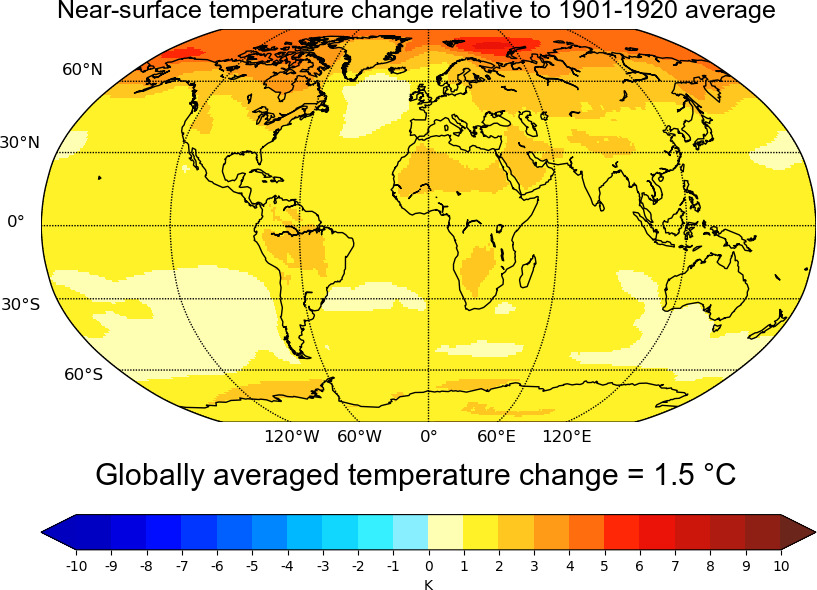 Near-surface temperature change relative to 1901-1920 average
60°N
30°N
0°
30°S
60°S
120°W 60°W 0° 60°E 120°E
Globally averaged temperature change = 1.5 °C
-10 -9 -8 -7 -6 -5 -4 -3 -2 -1 0 1 2 3 4 5 6 7 8 9 10
K